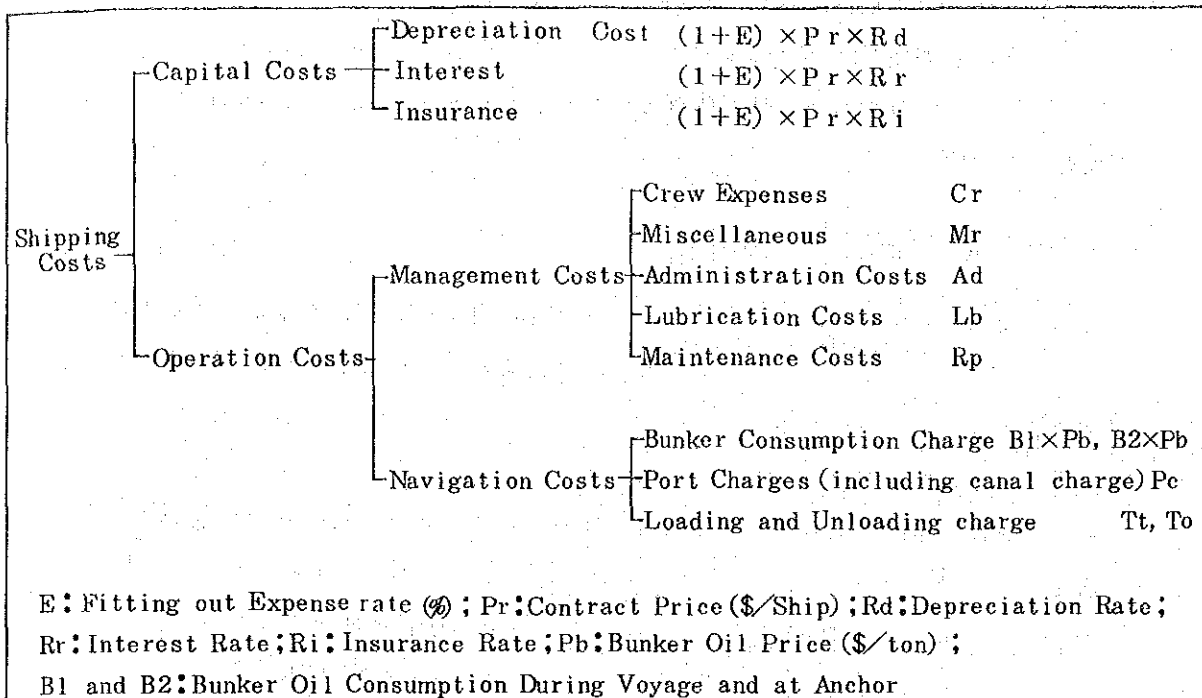 Depreciation Cost (1+E) ×Pr×Rd
Capital Costs Interest (1+E) ×Pr×Rr
Insurance (1+E) ×Pr×Ri
Crew Expenses Cr
Shipping Costs Miscellaneous Mr
Management Costs Administration Costs Ad
Lubrication Costs Lb
Operation Costs Maintenance Costs Rp
Bunker Consumption Charge B1×Pb, B2×Pb
Navigation Costs Port Charges (including canal charge) Pc
Loading and Unloading charge Tt, To
E: Fitting out Expense rate (%) ; Pr:Contract Price ($/Ship) ;Rd:Depreciation Rate;
Rr: Interest Rate;Ri: Insurance Rate;Pb:Bunker Oil Price ($/ton) ;
B1 and B2:Bunker Oil Consumption During Voyage and at Anchor